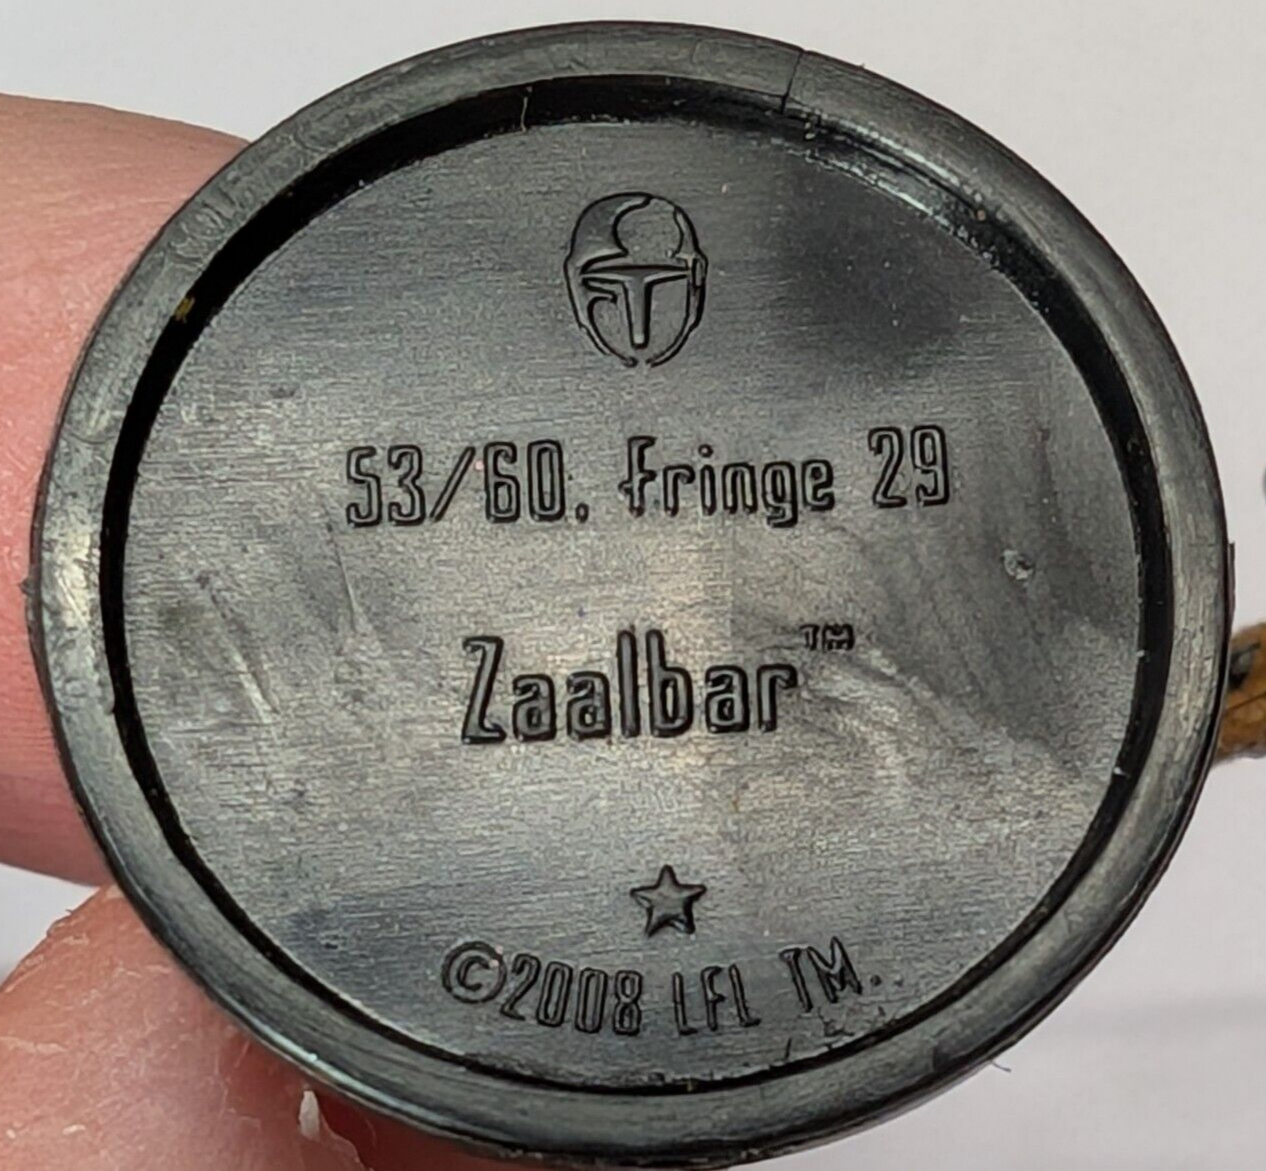 53/60. Fringe 29
Zaalbar™
©2008 LFL TM.